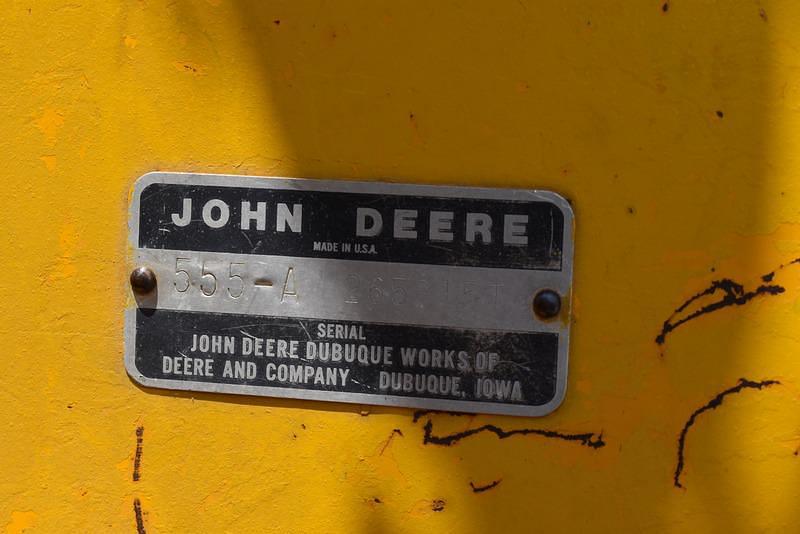 JOHN DEERE
MADE IN U.S.A.
555-A
SERIAL
JOHN DEERE DUBUQUE WORKS OF
DEERE AND COMPANY DUBUQUE, IOWA